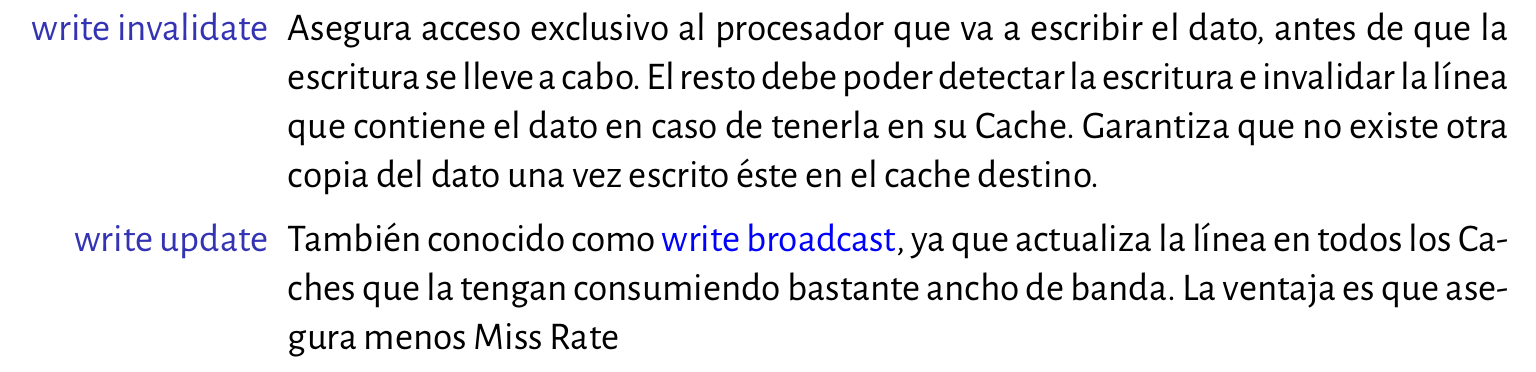 write invalidate Asegura acceso exclusivo al procesador que va a escribir el dato, antes de que la
escritura se lleve a cabo. El resto debe poder detectar la escritura e invalidar la línea
que contiene el dato en caso de tenerla en su Cache. Garantiza que no existe otra
copia del dato una vez escrito éste en el cache destino.
write update También conocido como write broadcast, ya que actualiza la línea en todos los Ca-
ches que la tengan consumiendo bastante ancho de banda. La ventaja es que ase-
gura menos Miss Rate